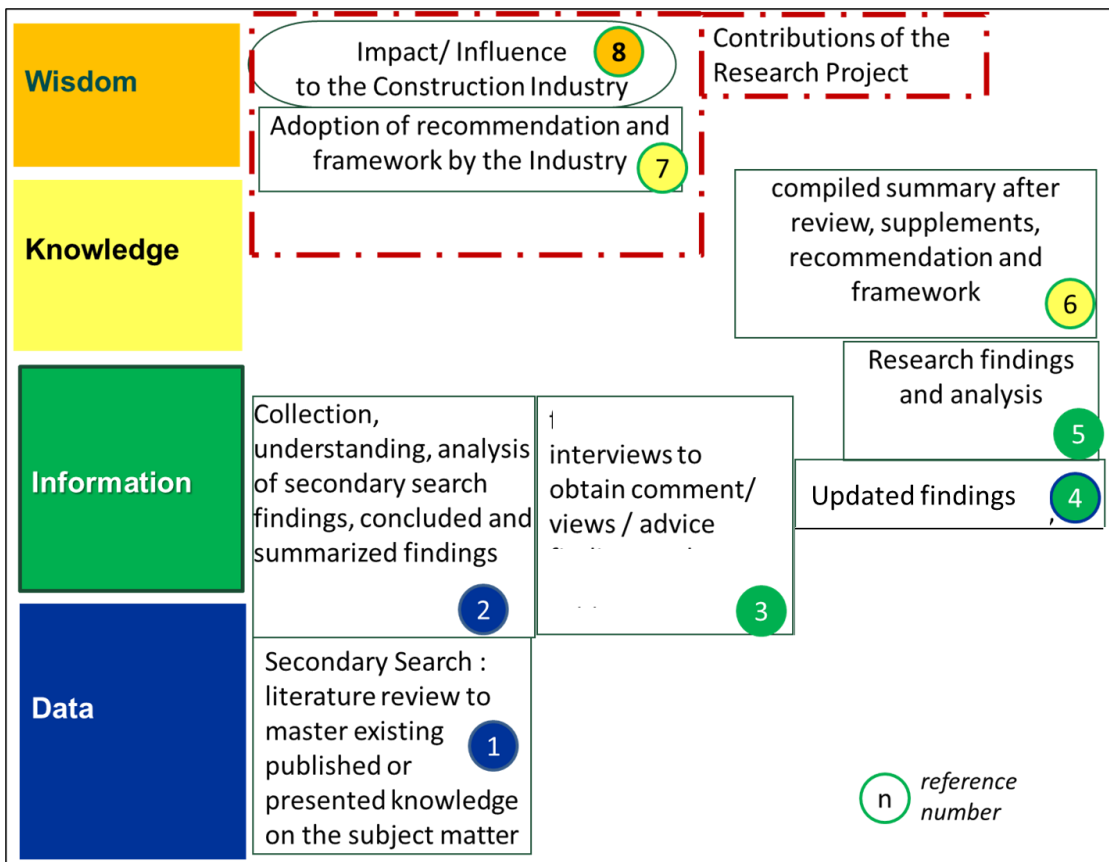 Wisdom
Impact/ Influence
to the Construction Industry
8
Contributions of the
Research Project
Adoption of recommendation and
framework by the Industry
7
Knowledge
compiled summary after
review, supplements,
recommendation and
framework
6
Research findings
and analysis
5
Information
Collection,
understanding, analysis
of secondary search
findings, concluded and
summarized findings
2
interviews to
obtain comment/
views / advice
3
Updated findings
4
Data
Secondary Search :
literature review to
master existing
published or
presented knowledge
on the subject matter
1
n
reference
number